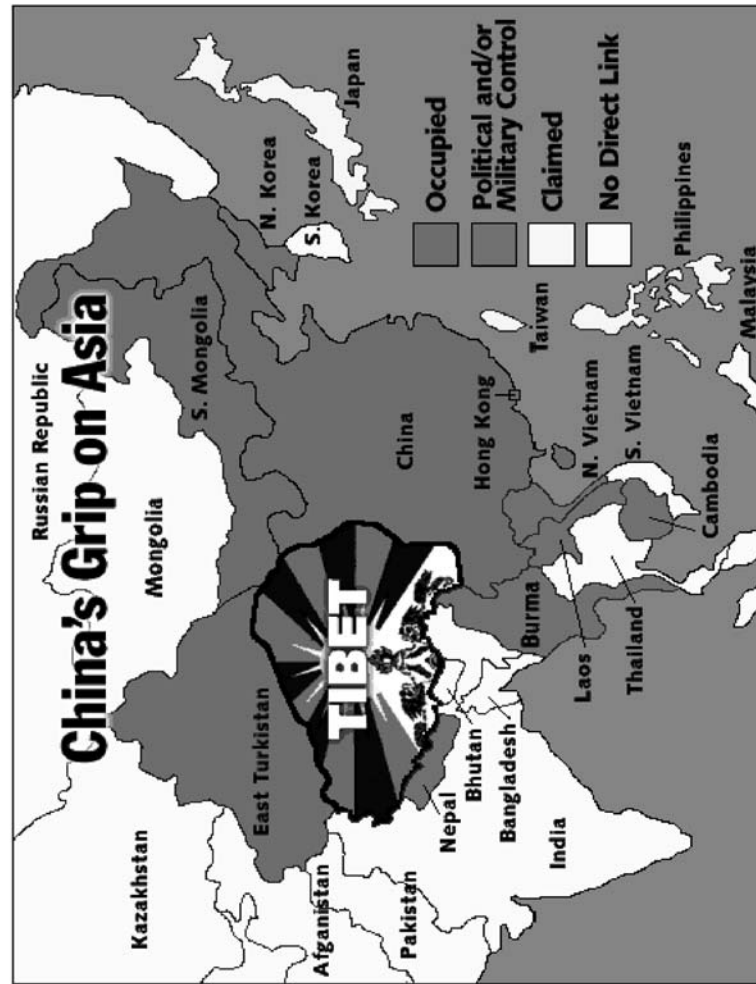 China's Grip on Asia
Russian Republic
Kazakhstan
Mongolia
S. Mongolia
N. Korea
S. Korea
Japan
East Turkistan
TIBET
China
Afganistan
Pakistan
Nepal
Bhutan
Bangladesh
India
Burma
Hong Kong
Taiwan
Laos
Thailand
N. Vietnam
S. Vietnam
Cambodia
Philippines
Malaysia
Occupied
Political and/or
Military Control
Claimed
No Direct Link